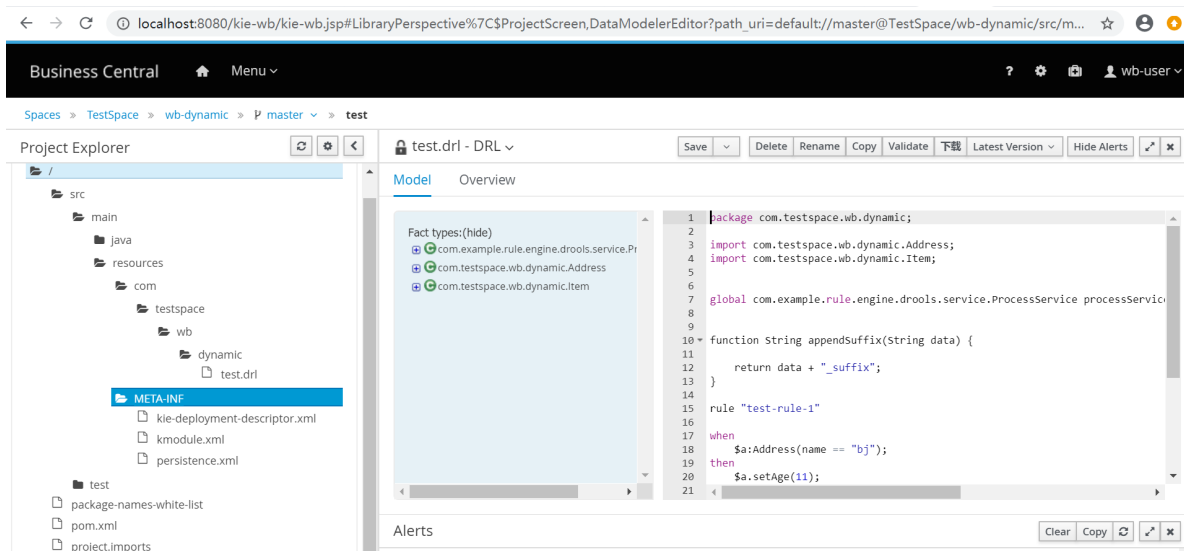 localhost:8080/kie-wb/kie-wb.jsp#LibraryPerspective%7C$ProjectScreen,DataModelerEditor?path_uri=default://master@TestSpace/wb-dynamic/src/m...
Business Central Menu ? wb-user
Spaces » TestSpace » wb-dynamic » master » test
Project Explorer
/
src
main
java
resources
com
testspace
wb
dynamic
test.drl
META-INF
kie-deployment-descriptor.xml
kmodule.xml
persistence.xml
test
package-names-white-list
pom.xml
project.imports
test.drl - DRL
Save Delete Rename Copy Validate 下载 Latest Version Hide Alerts
Model Overview
Fact types:(hide)
com.example.rule.engine.drools.service.Pr
com.testspace.wb.dynamic.Address
com.testspace.wb.dynamic.Item
1 package com.testspace.wb.dynamic;
2
3 import com.testspace.wb.dynamic.Address;
4 import com.testspace.wb.dynamic.Item;
5
6
7 global com.example.rule.engine.drools.service.ProcessService processService
8
9
10 function String appendSuffix(String data) {
11
12 return data + "_suffix";
13 }
14
15 rule "test-rule-1"
16
17 when
18 $a:Address(name == "bj");
19 then
20 $a.setAge(11);
21
Alerts
Clear Copy